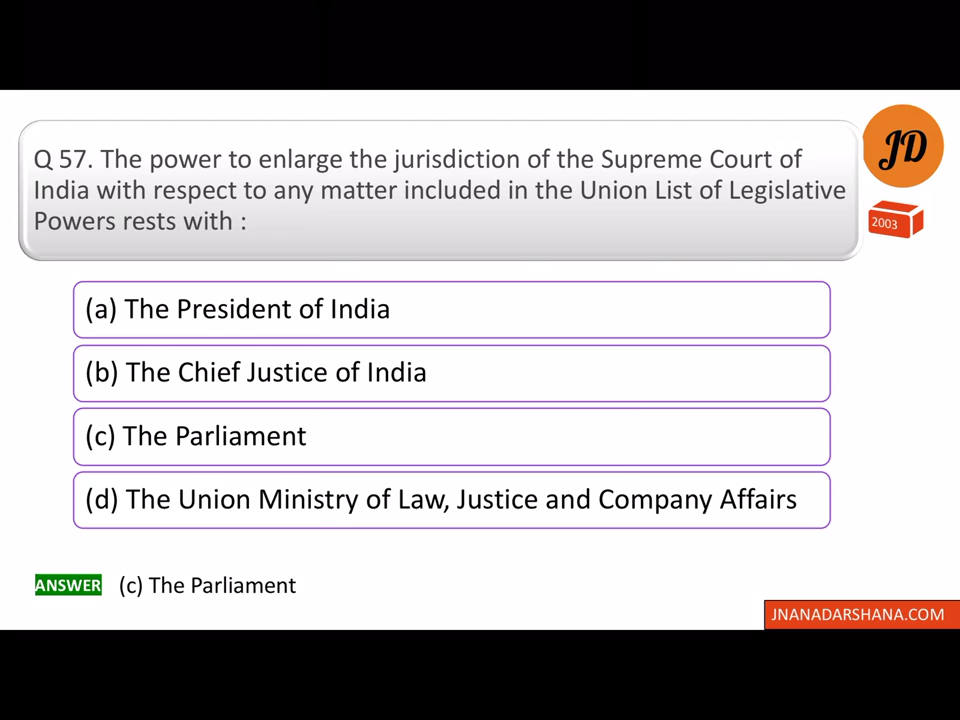 Q 57. The power to enlarge the jurisdiction of the Supreme Court of
India with respect to any matter included in the Union List of Legislative
Powers rests with :
JD
2003
(a) The President of India
(b) The Chief Justice of India
(c) The Parliament
(d) The Union Ministry of Law, Justice and Company Affairs
ANSWER (c) The Parliament
JNANADARSHANA.COM